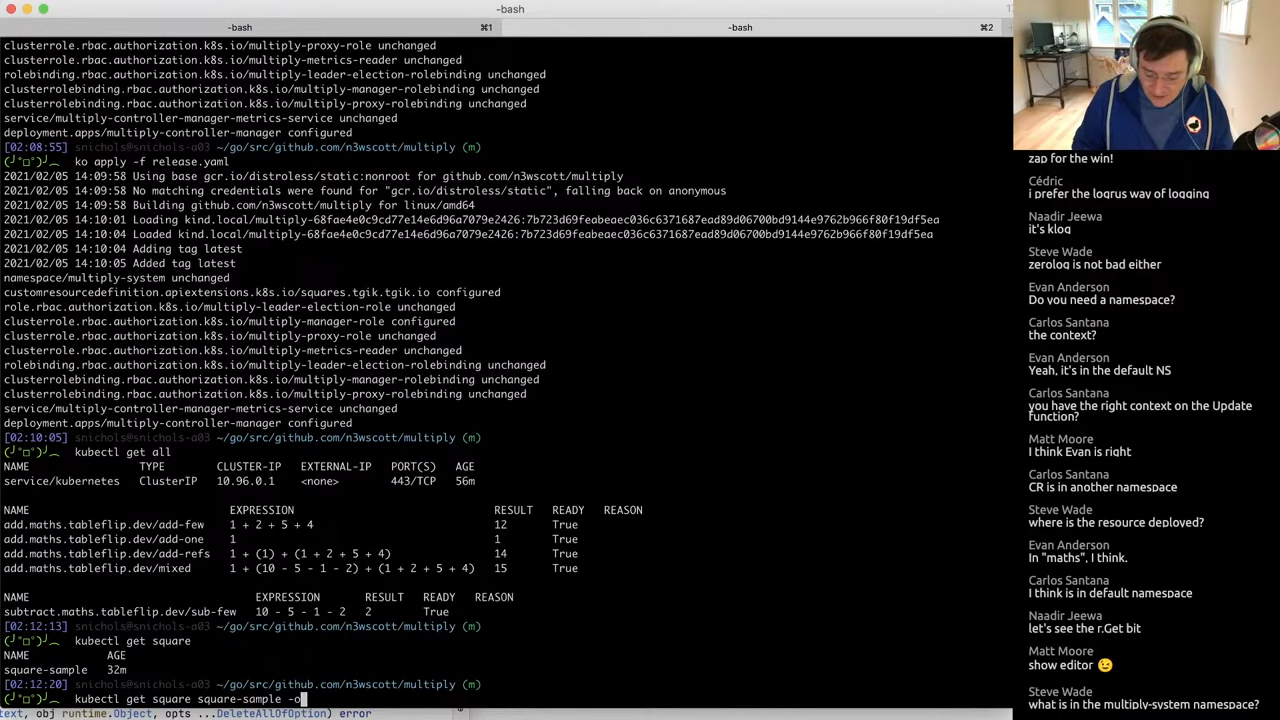 -bash
-bash
⌘1
-bash
⌘2
clusterrole.rbac.authorization.k8s.io/multiply-proxy-role unchanged
clusterrole.rbac.authorization.k8s.io/multiply-metrics-reader unchanged
rolebinding.rbac.authorization.k8s.io/multiply-leader-election-rolebinding unchanged
clusterrolebinding.rbac.authorization.k8s.io/multiply-manager-rolebinding unchanged
clusterrolebinding.rbac.authorization.k8s.io/multiply-proxy-rolebinding unchanged
service/multiply-controller-manager-metrics-service unchanged
deployment.apps/multiply-controller-manager configured
[02:08:55] snichols@snichols-a03 ~/go/src/github.com/n3wscott/multiply (m)
(╯°□°)╯︵ ko apply -f release.yaml
2021/02/05 14:09:58 Using base gcr.io/distroless/static:nonroot for github.com/n3wscott/multiply
2021/02/05 14:09:58 No matching credentials were found for "gcr.io/distroless/static", falling back on anonymous
2021/02/05 14:09:58 Building github.com/n3wscott/multiply for linux/amd64
2021/02/05 14:10:01 Loading kind.local/multiply-68fae4e0c9cd77e14e6d96a7079e2426:7b723d69feabeaec036c6371687ead89d06700bd9144e9762b966f80f19df5ea
2021/02/05 14:10:04 Loaded kind.local/multiply-68fae4e0c9cd77e14e6d96a7079e2426:7b723d69feabeaec036c6371687ead89d06700bd9144e9762b966f80f19df5ea
2021/02/05 14:10:04 Adding tag latest
2021/02/05 14:10:05 Added tag latest
namespace/multiply-system unchanged
customresourcedefinition.apiextensions.k8s.io/squares.tgik.tgik.io configured
role.rbac.authorization.k8s.io/multiply-leader-election-role unchanged
clusterrole.rbac.authorization.k8s.io/multiply-manager-role configured
clusterrole.rbac.authorization.k8s.io/multiply-proxy-role unchanged
clusterrole.rbac.authorization.k8s.io/multiply-metrics-reader unchanged
rolebinding.rbac.authorization.k8s.io/multiply-leader-election-rolebinding unchanged
clusterrolebinding.rbac.authorization.k8s.io/multiply-manager-rolebinding unchanged
clusterrolebinding.rbac.authorization.k8s.io/multiply-proxy-rolebinding unchanged
service/multiply-controller-manager-metrics-service unchanged
deployment.apps/multiply-controller-manager configured
[02:10:05] snichols@snichols-a03 ~/go/src/github.com/n3wscott/multiply (m)
(╯°□°)╯︵ kubectl get all
NAME TYPE CLUSTER-IP EXTERNAL-IP PORT(S) AGE
service/kubernetes ClusterIP 10.96.0.1 <none> 443/TCP 56m
NAME EXPRESSION RESULT READY REASON
add.maths.tableflip.dev/add-few 1 + 2 + 5 + 4 12 True
add.maths.tableflip.dev/add-one 1 1 True
add.maths.tableflip.dev/add-refs 1 + (1) + (1 + 2 + 5 + 4) 14 True
add.maths.tableflip.dev/mixed 1 + (10 - 5 - 1 - 2) + (1 + 2 + 5 + 4) 15 True
NAME EXPRESSION RESULT READY REASON
subtract.maths.tableflip.dev/sub-few 10 - 5 - 1 - 2 2 True
[02:12:13] snichols@snichols-a03 ~/go/src/github.com/n3wscott/multiply (m)
(╯°□°)╯︵ kubectl get square
NAME AGE
square-sample 32m
[02:12:20] snichols@snichols-a03 ~/go/src/github.com/n3wscott/multiply (m)
(╯°□°)╯︵ kubectl get square square-sample -o
text, obj runtime.Object, opts ...DeleteAllOfOption) error
zap for the win!
Cédric
i prefer the logrus way of logging
Naadir Jeewa
it's klog
Steve Wade
zerolog is not bad either
Evan Anderson
Do you need a namespace?
Carlos Santana
the context?
Evan Anderson
Yeah, it's in the default NS
Carlos Santana
you have the right context on the Update
function?
Matt Moore
I think Evan is right
Carlos Santana
CR is in another namespace
Steve Wade
where is the resource deployed?
Evan Anderson
In "maths", I think.
Carlos Santana
I think is in default namespace
Naadir Jeewa
let's see the r.Get bit
Matt Moore
show editor 😉
Steve Wade
what is in the multiply-system namespace?